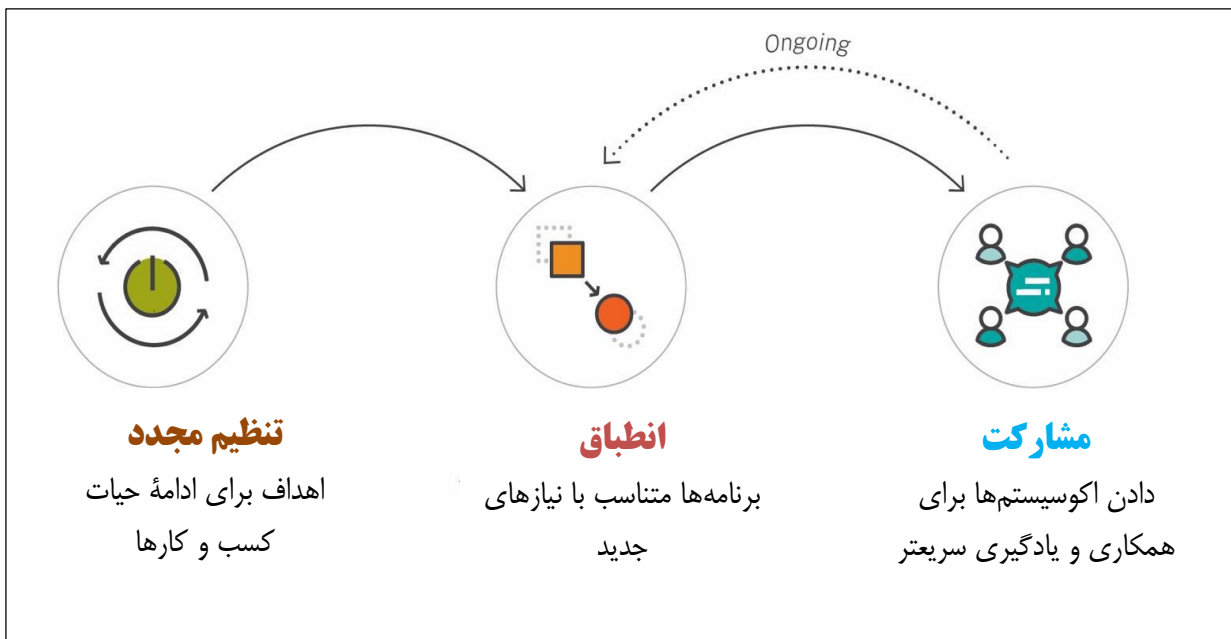 Ongoing
تنظیم مجدد
اهداف برای ادامهٔ حیات
کسب و کارها
انطباق
برنامه‌ها متناسب با نیازهای
جدید
مشارکت
دادن اکوسیستم‌ها برای
همکاری و یادگیری سریعتر